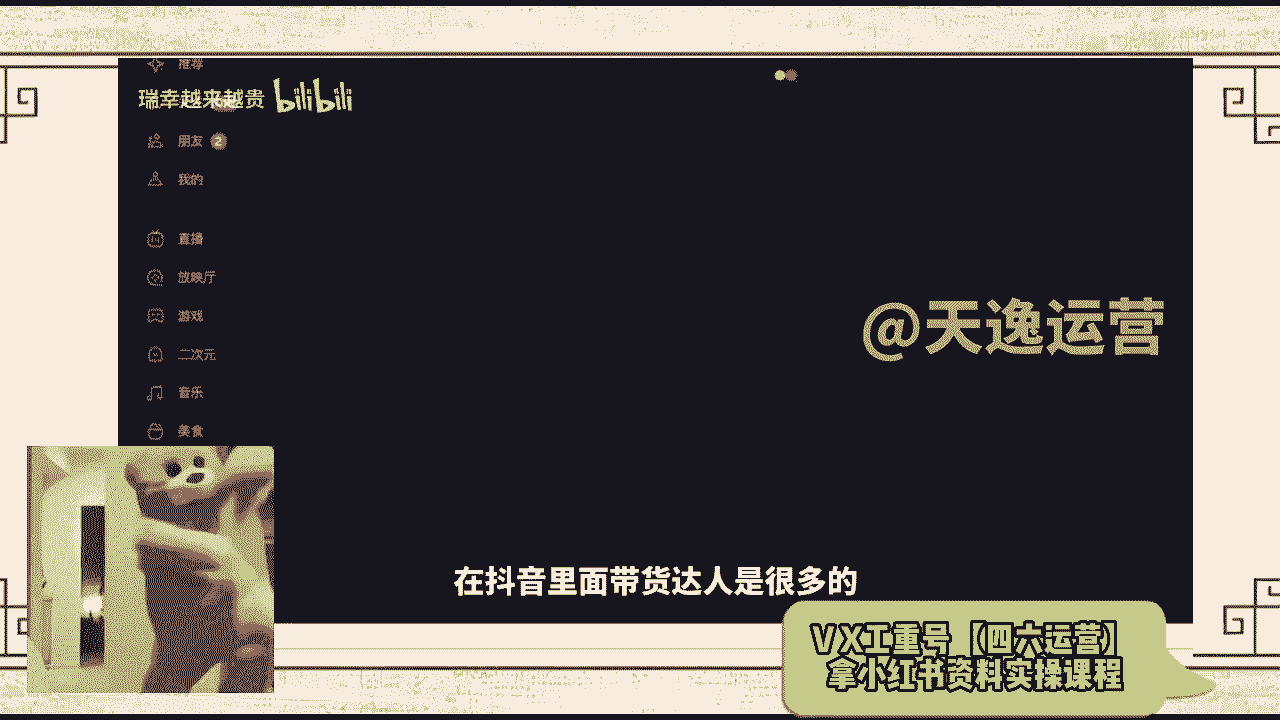 推荐
瑞幸越来越贵 bilibili
朋友 2
我的
直播
放映厅
游戏
二次元
音乐
美食
@天逸运营
在抖音里面带货达人是很多的
VX工重号【四六运营】
拿小红书资料实操课程